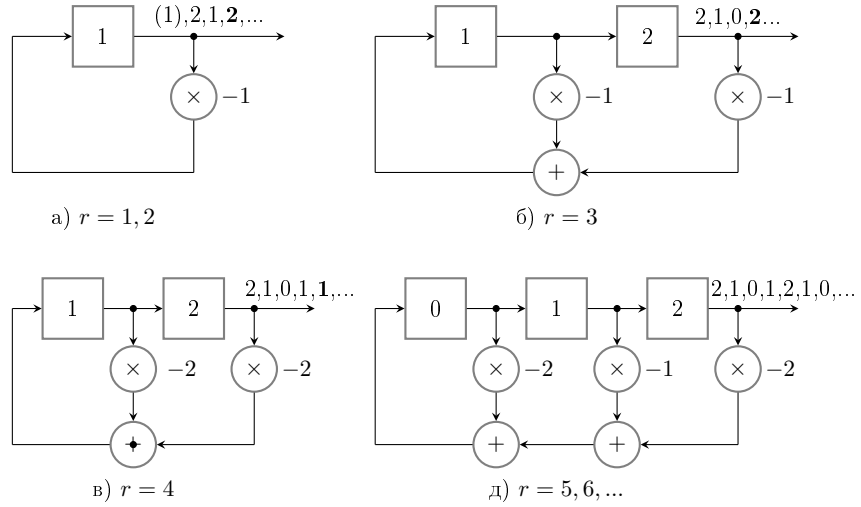 (1),2,1,2,...
1
× −1
а) r = 1, 2
2,1,0,2...
1 2
× −1 × −1
+
б) r = 3
2,1,0,1,1,...
1 2
× −2 × −2
+
в) r = 4
2,1,0,1,2,1,0,...
0 1 2
× −2 × −1 × −2
+ +
д) r = 5, 6, ...